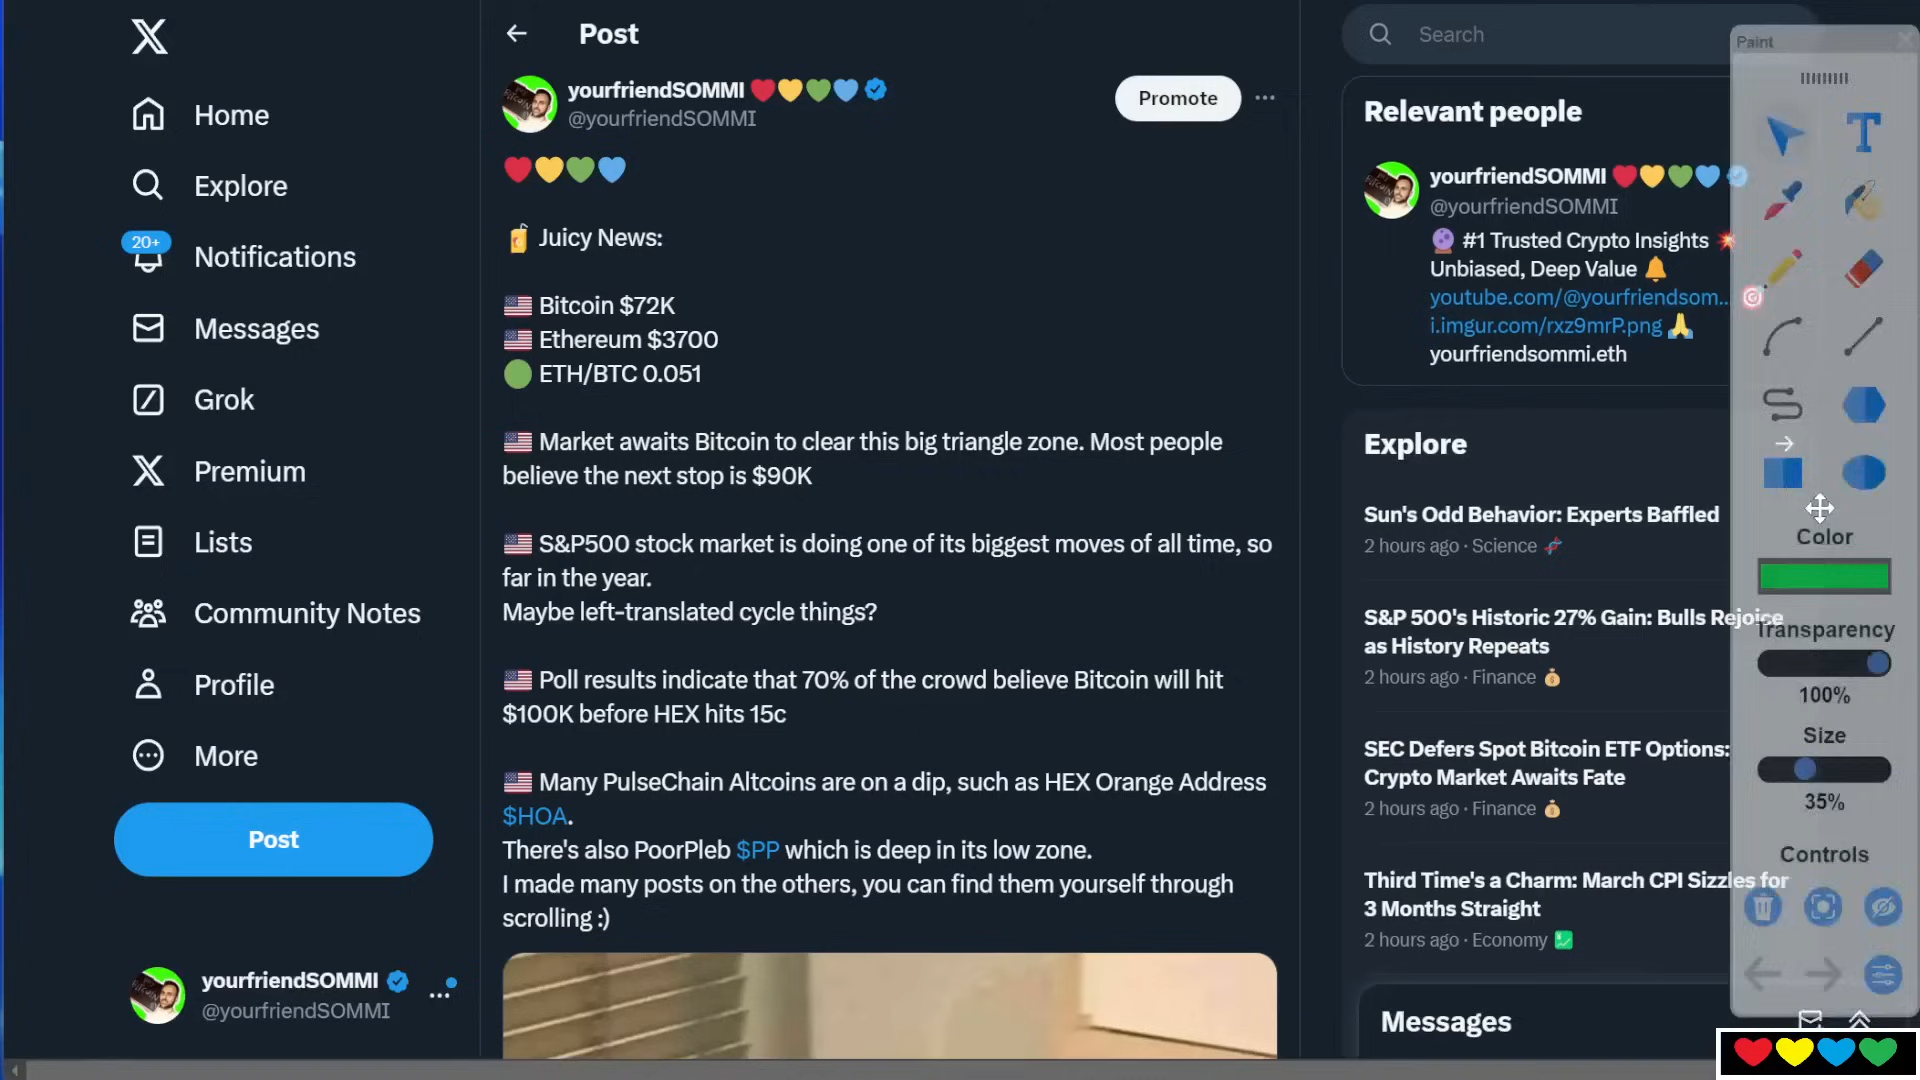 Home
Explore
20+
Notifications
Messages
Grok
Premium
Lists
Community Notes
Profile
More
Post
yourfriendSOMMI
@yourfriendSOMMI
Post
yourfriendSOMMI
@yourfriendSOMMI
Promote
Juicy News:
Bitcoin $72K
Ethereum $3700
ETH/BTC 0.051
Market awaits Bitcoin to clear this big triangle zone. Most people
believe the next stop is $90K
S&P500 stock market is doing one of its biggest moves of all time, so
far in the year.
Maybe left-translated cycle things?
Poll results indicate that 70% of the crowd believe Bitcoin will hit
$100K before HEX hits 15c
Many PulseChain Altcoins are on a dip, such as HEX Orange Address
$HOA.
There's also PoorPleb $PP which is deep in its low zone.
I made many posts on the others, you can find them yourself through
scrolling :)
Search
Relevant people
yourfriendSOMMI
@yourfriendSOMMI
#1 Trusted Crypto Insights
Unbiased, Deep Value
youtube.com/@yourfriendsom...
i.imgur.com/rxz9mrP.png
yourfriendsommi.eth
Explore
Sun's Odd Behavior: Experts Baffled
2 hours ago · Science
S&P 500's Historic 27% Gain: Bulls Rejoice
as History Repeats
2 hours ago · Finance
SEC Defers Spot Bitcoin ETF Options:
Crypto Market Awaits Fate
2 hours ago · Finance
Third Time's a Charm: March CPI Sizzles for
3 Months Straight
2 hours ago · Economy
Messages
Paint
T
Color
Transparency
100%
Size
35%
Controls